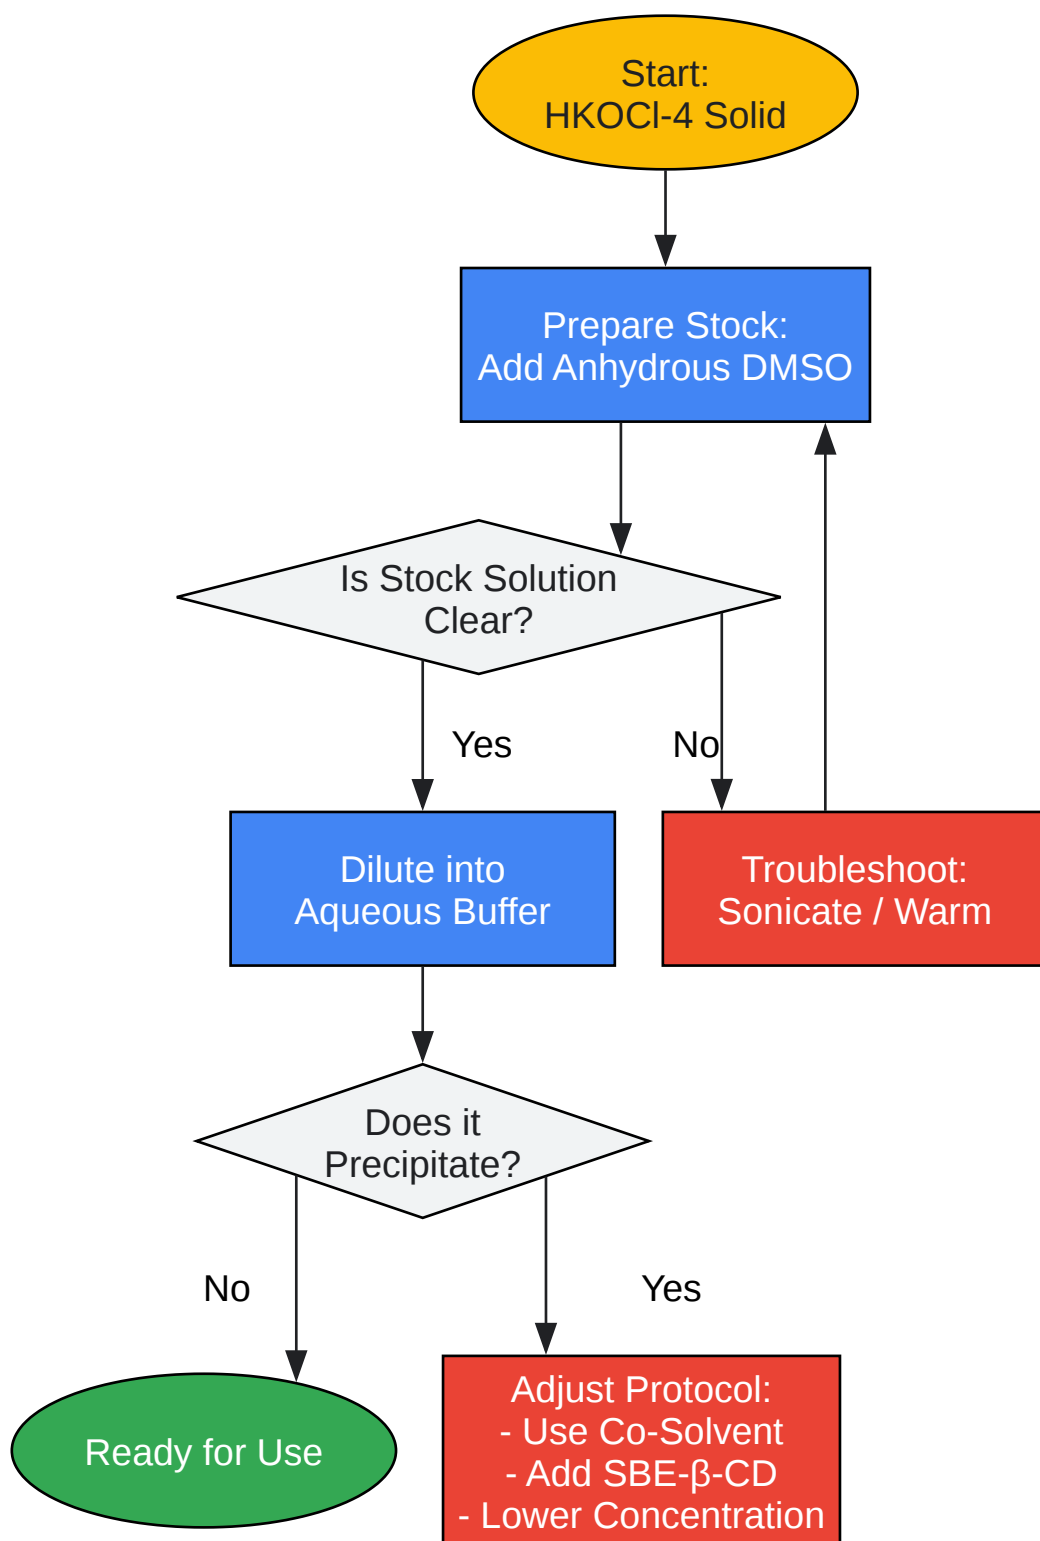 Start:
HKOCl-4 Solid
Prepare Stock:
Add Anhydrous DMSO
Is Stock Solution
Clear?
Yes
No
Dilute into
Aqueous Buffer
Troubleshoot:
Sonicate / Warm
Does it
Precipitate?
No
Yes
Ready for Use
Adjust Protocol:
- Use Co-Solvent
- Add SBE-β-CD
- Lower Concentration